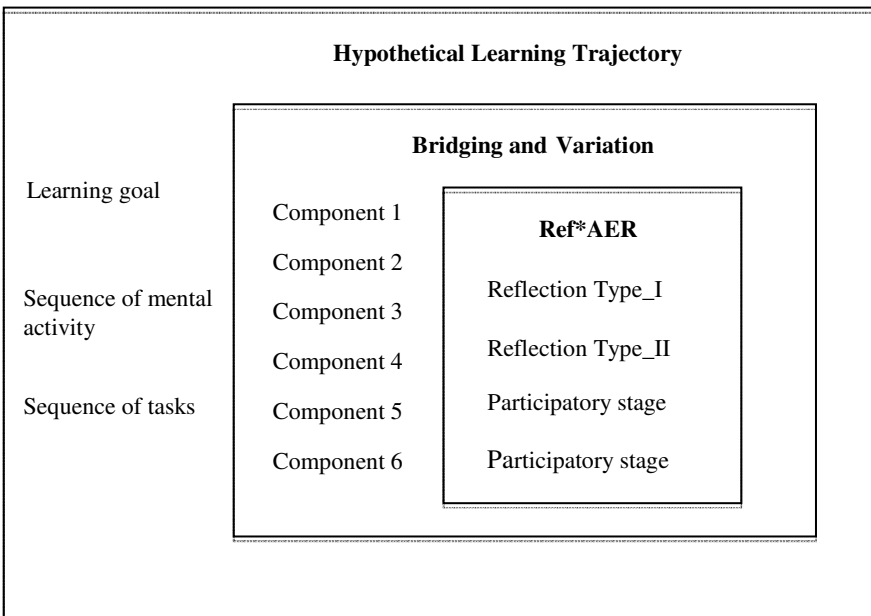 Hypothetical Learning Trajectory
Bridging and Variation
Learning goal
Sequence of mental
activity
Sequence of tasks
Component 1
Component 2
Component 3
Component 4
Component 5
Component 6
Ref*AER
Reflection Type_I
Reflection Type_II
Participatory stage
Participatory stage